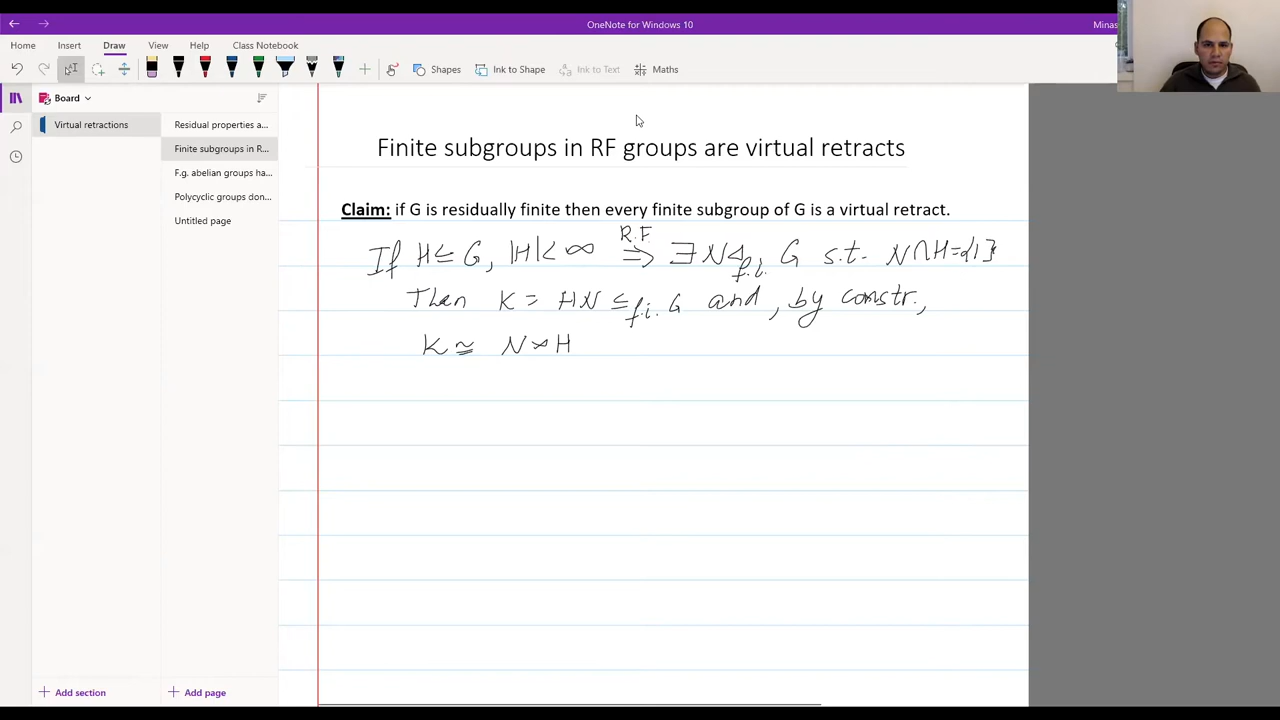 OneNote for Windows 10
Minas
Home Insert Draw View Help Class Notebook
Shapes Ink to Shape Ink to Text Maths
Board
Virtual retractions
Residual properties a...
Finite subgroups in R...
F.g. abelian groups ha...
Polycyclic groups don...
Untitled page
Finite subgroups in RF groups are virtual retracts
Claim: if G is residually finite then every finite subgroup of G is a virtual retract.
If H ≤ G, |H| < ∞ R.F. ⇒ ∃ N ⊲f.i. G s.t. N ∩ H = {1}
Then K = HN ≤f.i. G and, by constr.,
K ≅ N ⋊ H
+ Add section
+ Add page